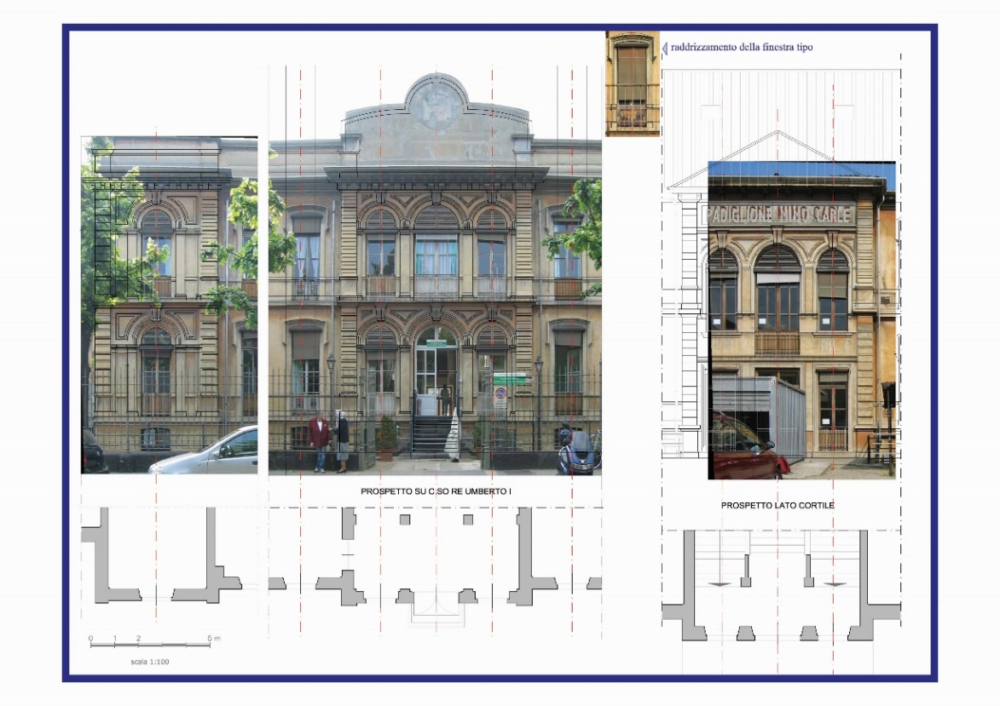 raddrizzamento della finestra tipo
PADIGLIONE NINO CARLE
PROSPETTO SU C.SO RE UMBERTO I
PROSPETTO LATO CORTILE
0 1 2 5 m
scala 1:100